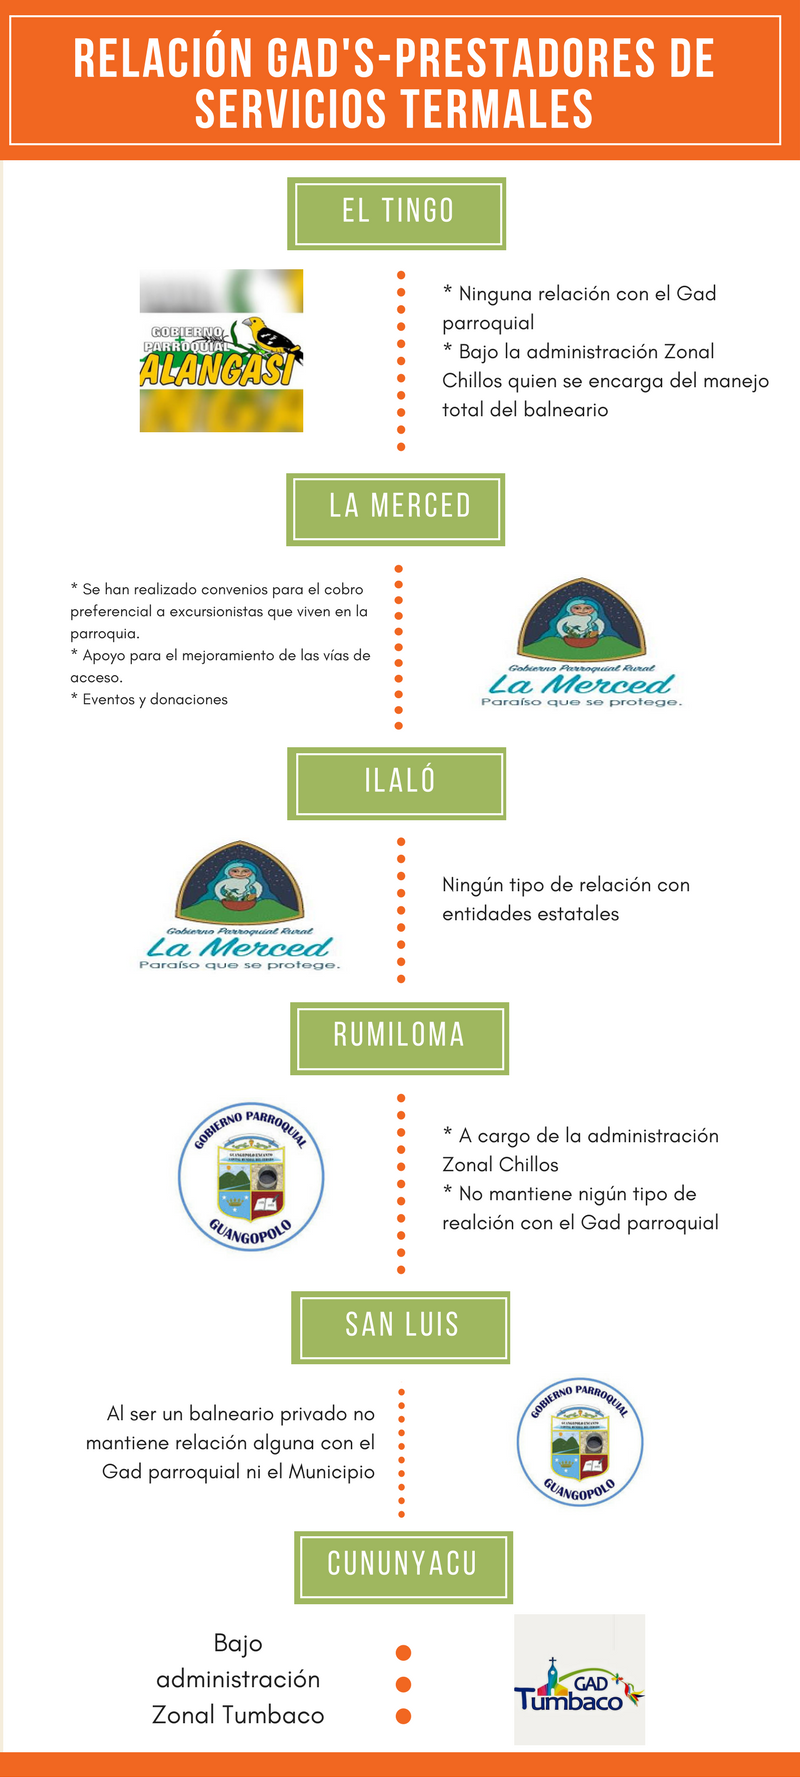 RELACIÓN GAD'S-PRESTADORES DE
SERVICIOS TERMALES
EL TINGO
GOBIERNO
PARROQUIAL
ALANGASÍ
* Ninguna relación con el Gad
parroquial
* Bajo la administración Zonal
Chillos quien se encarga del manejo
total del balneario
LA MERCED
* Se han realizado convenios para el cobro
preferencial a excursionistas que viven en la
parroquia.
* Apoyo para el mejoramiento de las vías de
acceso.
* Eventos y donaciones
Gobierno Parroquial Rural
La Merced
Paraíso que se protege.
ILALÓ
Gobierno Parroquial Rural
La Merced
Paraíso que se protege.
Ningún tipo de relación con
entidades estatales
RUMILOMA
GOBIERNO PARROQUIAL
GUANGOPOLO
* A cargo de la administración
Zonal Chillos
* No mantiene nigún tipo de
realción con el Gad parroquial
SAN LUIS
Al ser un balneario privado no
mantiene relación alguna con el
Gad parroquial ni el Municipio
GOBIERNO PARROQUIAL
GUANGOPOLO
CUNUNYACU
Bajo
administración
Zonal Tumbaco
GAD
Tumbaco